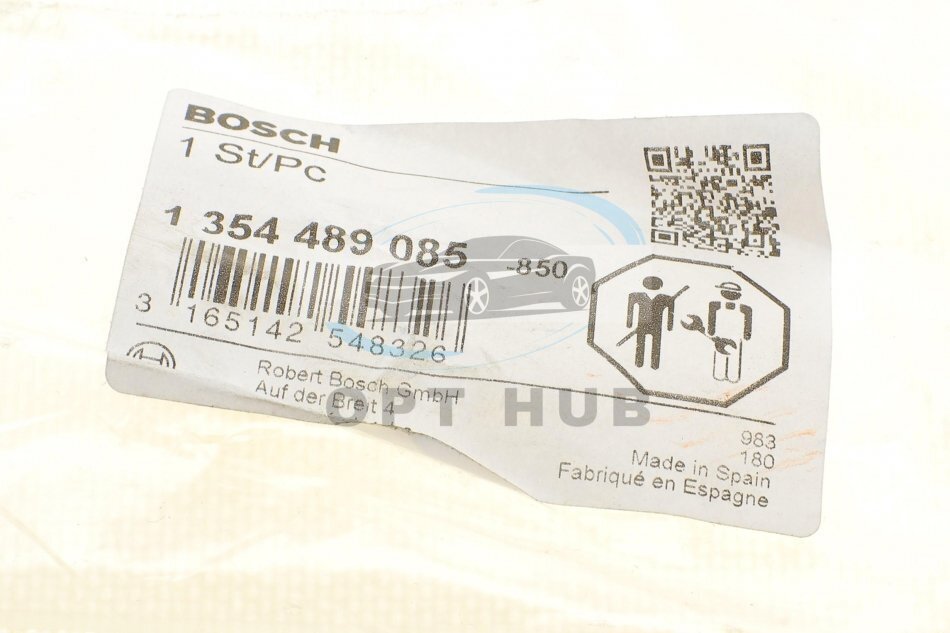 BOSCH
1 St/Pc
1 354 489 085 -850
3 165142 548326
Robert Bosch GmbH
Auf der Breit 4
OPT HUB
983
180
Made in Spain
Fabriqué en Espagne